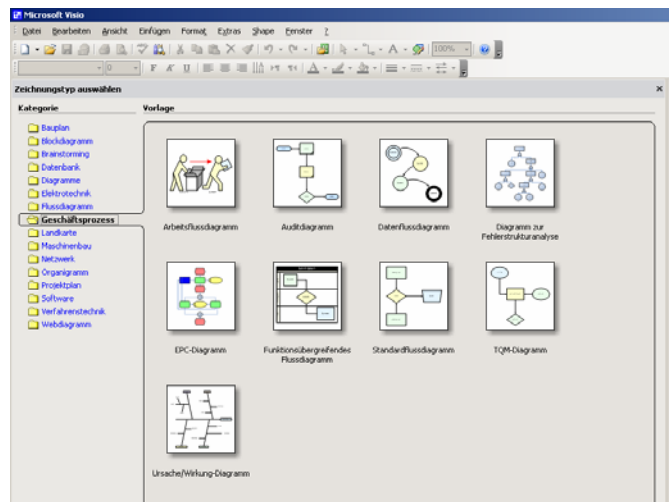 Microsoft Visio
Datei Bearbeiten Ansicht Einfügen Format Extras Shape Fenster ?
100%
F K U
Zeichnungstyp auswählen
Kategorie
Vorlage
Bauplan
Blockdiagramm
Brainstorming
Datenbank
Diagramme
Elektrotechnik
Flussdiagramm
Geschäftsprozess
Landkarte
Maschinenbau
Netzwerk
Organigramm
Projektplan
Software
Verfahrenstechnik
Webdiagramm
Arbeitsflussdiagramm
Auditdiagramm
Datenflussdiagramm
Diagramm zur
Fehlerstrukturanalyse
EPC-Diagramm
Funktionsübergreifendes
Flussdiagramm
Standardflussdiagramm
TQM-Diagramm
Ursache/Wirkung-Diagramm